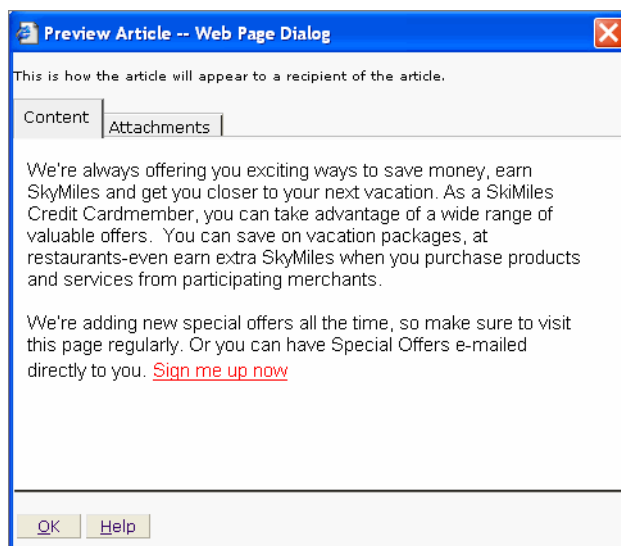 Preview Article -- Web Page Dialog
This is how the article will appear to a recipient of the article.
Content
Attachments
We're always offering you exciting ways to save money, earn
SkyMiles and get you closer to your next vacation. As a SkiMiles
Credit Cardmember, you can take advantage of a wide range of
valuable offers.  You can save on vacation packages, at
restaurants-even earn extra SkyMiles when you purchase products
and services from participating merchants.
We're adding new special offers all the time, so make sure to visit
this page regularly. Or you can have Special Offers e-mailed
directly to you. Sign me up now
OK
Help